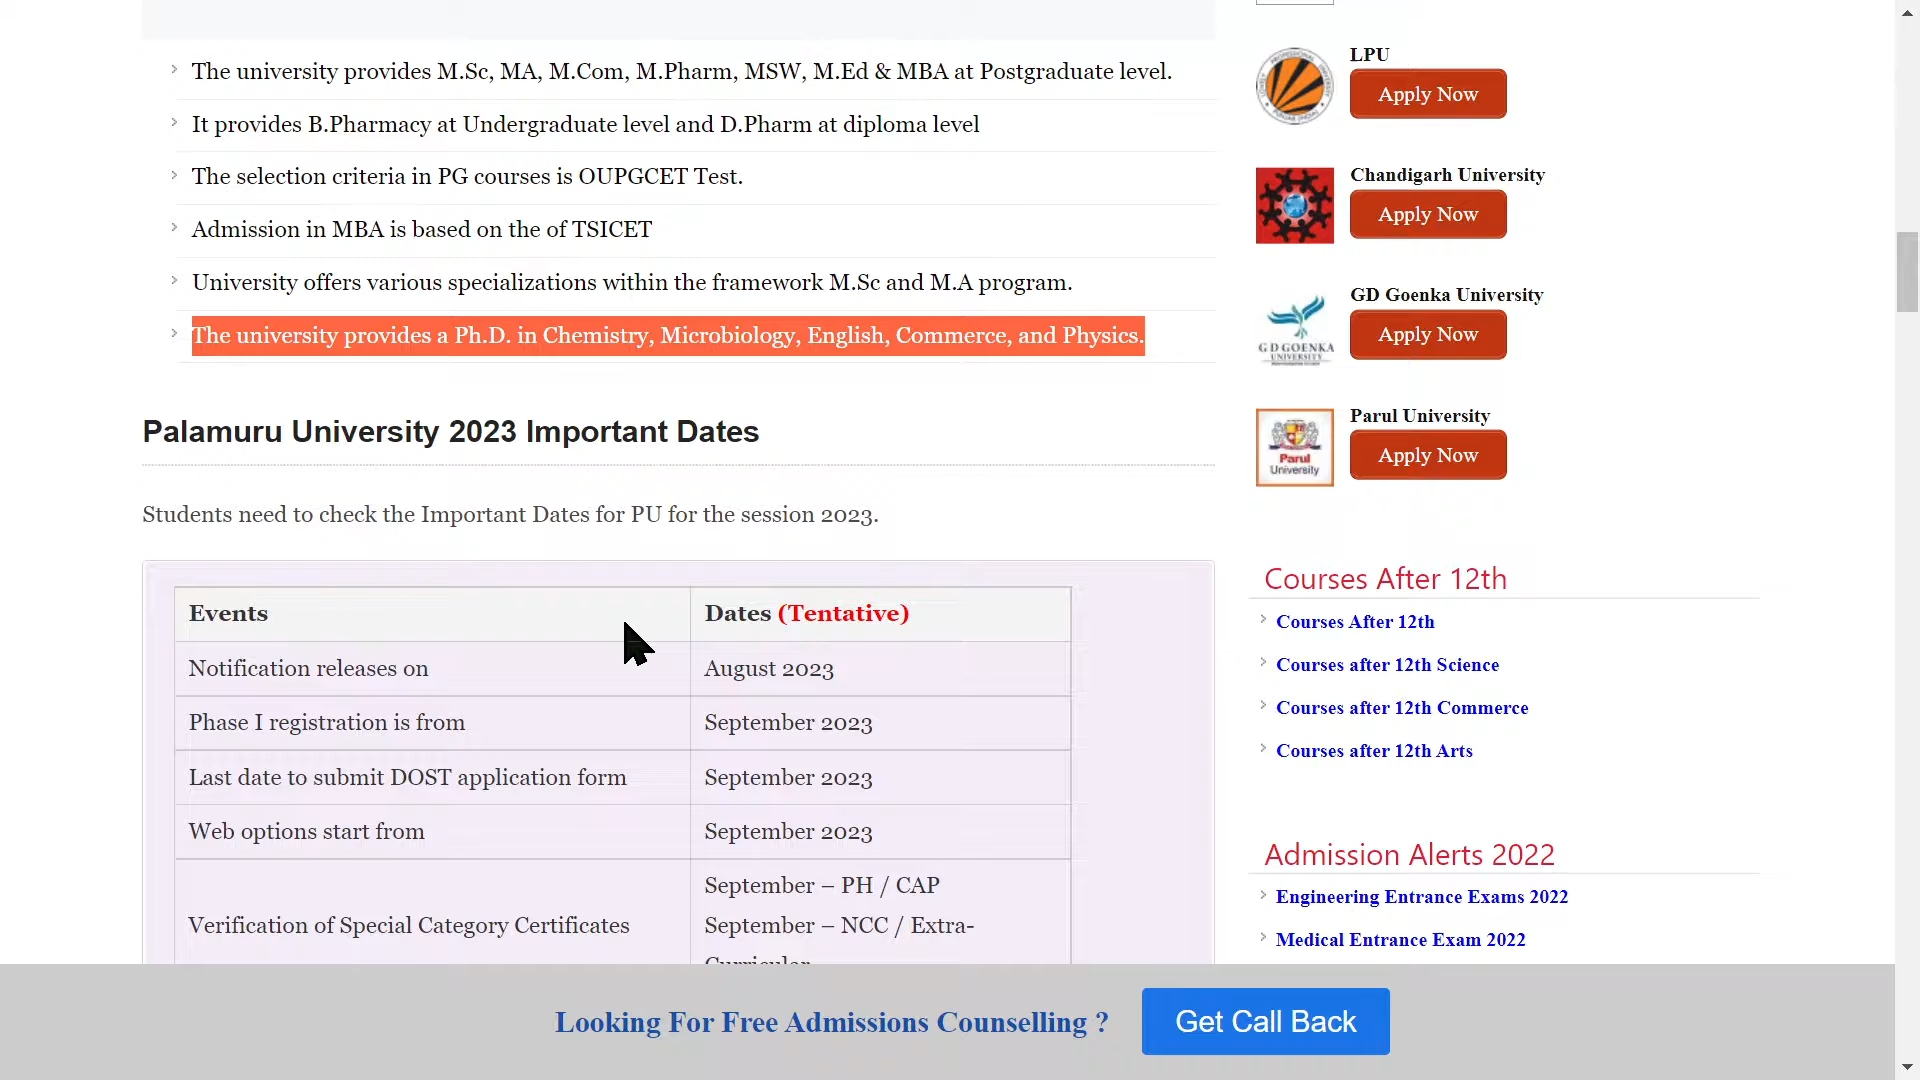 The university provides M.Sc, MA, M.Com, M.Pharm, MSW, M.Ed & MBA at Postgraduate level.
It provides B.Pharmacy at Undergraduate level and D.Pharm at diploma level
The selection criteria in PG courses is OUPGCET Test.
Admission in MBA is based on the of TSICET
University offers various specializations within the framework M.Sc and M.A program.
The university provides a Ph.D. in Chemistry, Microbiology, English, Commerce, and Physics.
Palamuru University 2023 Important Dates
Students need to check the Important Dates for PU for the session 2023.
Events
Dates (Tentative)
Notification releases on
August 2023
Phase I registration is from
September 2023
Last date to submit DOST application form
September 2023
Web options start from
September 2023
Verification of Special Category Certificates
September – PH / CAP
September – NCC / Extra-
Curricular
LPU
Apply Now
Chandigarh University
Apply Now
GD GOENKA
UNIVERSITY
GD Goenka University
Apply Now
Parul
University
Parul University
Apply Now
Courses After 12th
Courses After 12th
Courses after 12th Science
Courses after 12th Commerce
Courses after 12th Arts
Admission Alerts 2022
Engineering Entrance Exams 2022
Medical Entrance Exam 2022
Looking For Free Admissions Counselling ?
Get Call Back